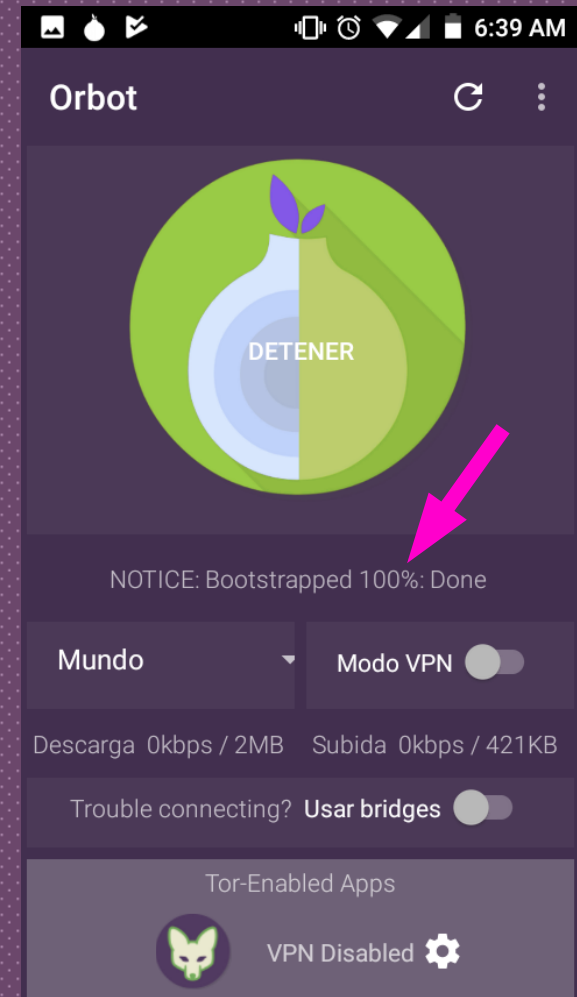 6:39 AM
Orbot
DETENER
NOTICE: Bootstrapped 100%: Done
Mundo
Modo VPN
Descarga 0kbps / 2MB Subida 0kbps / 421KB
Trouble connecting? Usar bridges
Tor-Enabled Apps
VPN Disabled